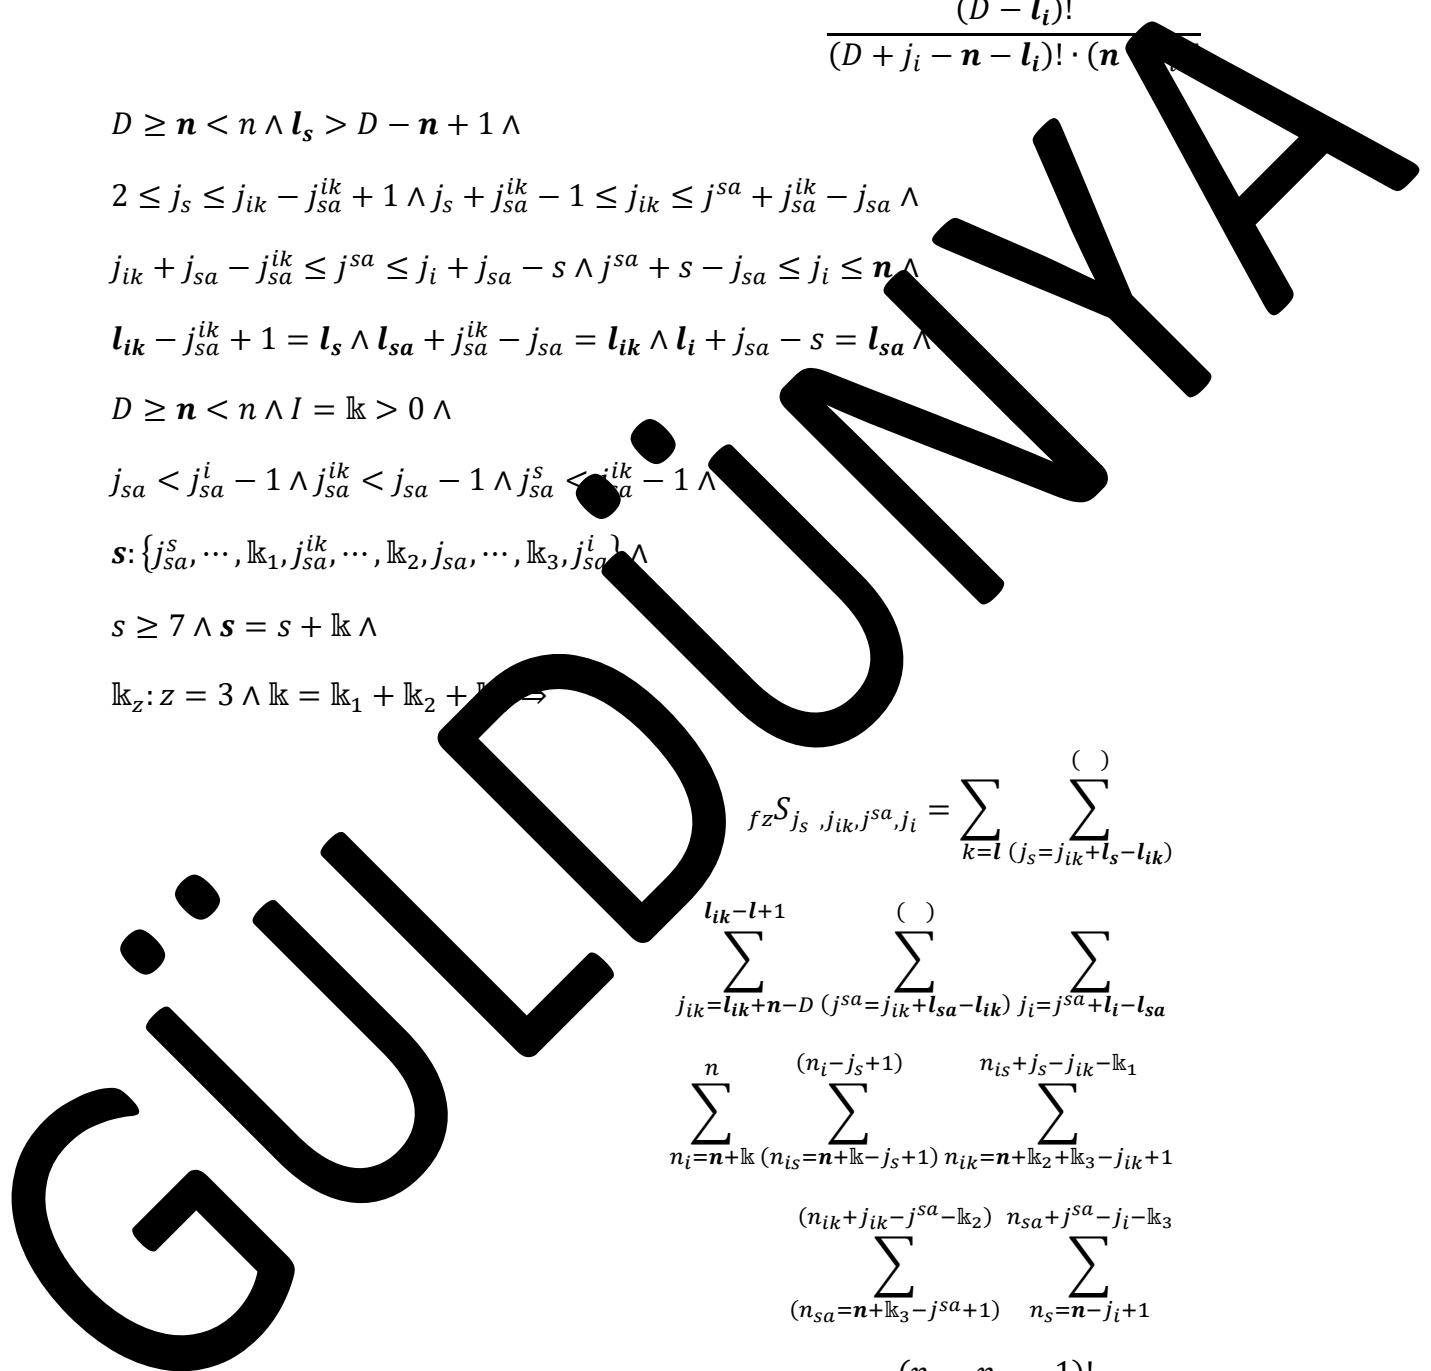 (D − l_i)!
(D + j_i − n − l_i)! · (n
D ≥ n < n ∧ l_s > D − n + 1 ∧
2 ≤ j_s ≤ j_ik − j_sa^ik + 1 ∧ j_s + j_sa^ik − 1 ≤ j_ik ≤ j^sa + j_sa^ik − j_sa ∧
j_ik + j_sa − j_sa^ik ≤ j^sa ≤ j_i + j_sa − s ∧ j^sa + s − j_sa ≤ j_i ≤ n ∧
l_ik − j_sa^ik + 1 = l_s ∧ l_sa + j_sa^ik − j_sa = l_ik ∧ l_i + j_sa − s = l_sa ∧
D ≥ n < n ∧ I = 𝕜 > 0 ∧
j_sa < j_sa^i − 1 ∧ j_sa^ik < j_sa − 1 ∧ j_sa^s < j_sa^ik − 1 ∧
s: {j_sa^s, ⋯, 𝕜_1, j_sa^ik, ⋯, 𝕜_2, j_sa, ⋯, 𝕜_3, j_sa^i} ∧
s ≥ 7 ∧ s = s + 𝕜 ∧
𝕜_z: z = 3 ∧ 𝕜 = 𝕜_1 + 𝕜_2 + ⇒
( )
fzS_{j_s ,j_ik,j^sa,j_i} = ∑ ∑
k=l (j_s=j_ik+l_s−l_ik)
l_ik−l+1 ( )
∑ ∑ ∑
j_ik=l_ik+n−D (j^sa=j_ik+l_sa−l_ik) j_i=j^sa+l_i−l_sa
n (n_i−j_s+1) n_is+j_s−j_ik−𝕜_1
∑ ∑ ∑
n_i=n+𝕜 (n_is=n+𝕜−j_s+1) n_ik=n+𝕜_2+𝕜_3−j_ik+1
(n_ik+j_ik−j^sa−𝕜_2) n_sa+j^sa−j_i−𝕜_3
∑ ∑
(n_sa=n+𝕜_3−j^sa+1) n_s=n−j_i+1
GÜLDÜNYA